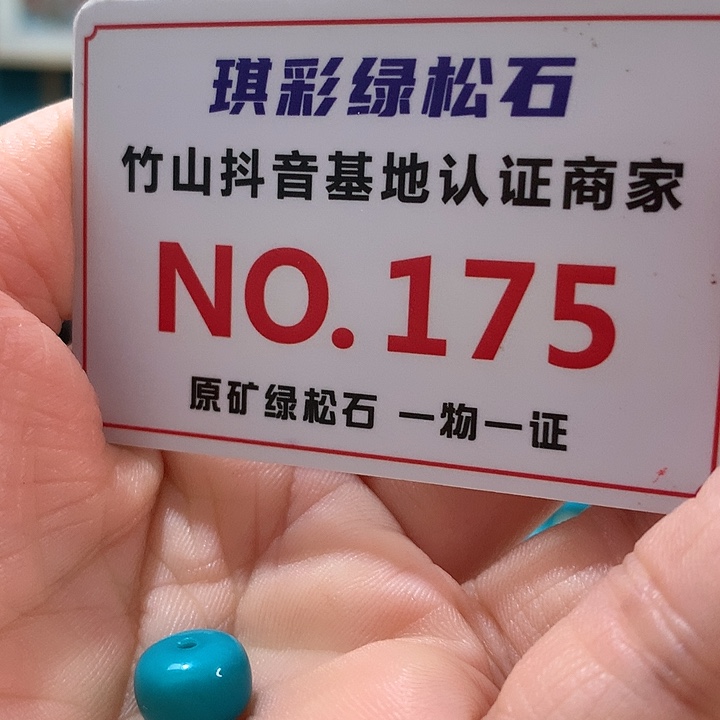 琪彩绿松石
竹山抖音基地认证商家
NO.175
原矿绿松石 一物一证